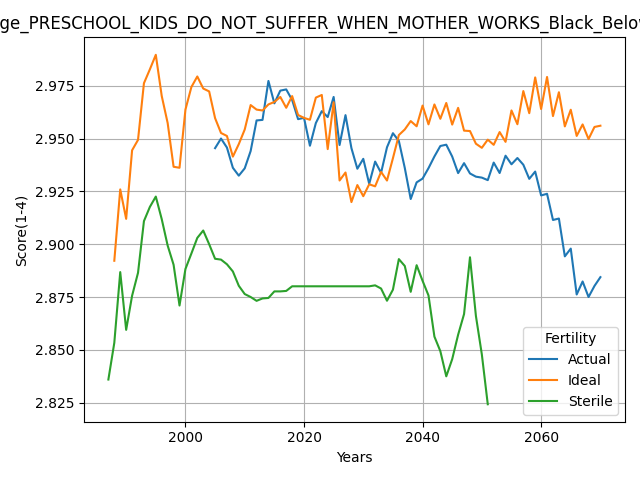 ge_PRESCHOOL_KIDS_DO_NOT_SUFFER_WHEN_MOTHER_WORKS_Black_Belo
2.975
2.950
2.925
2.900
2.875
2.850
2.825
Score(1-4)
2000
2020
2040
2060
Years
Fertility
Actual
Ideal
Sterile